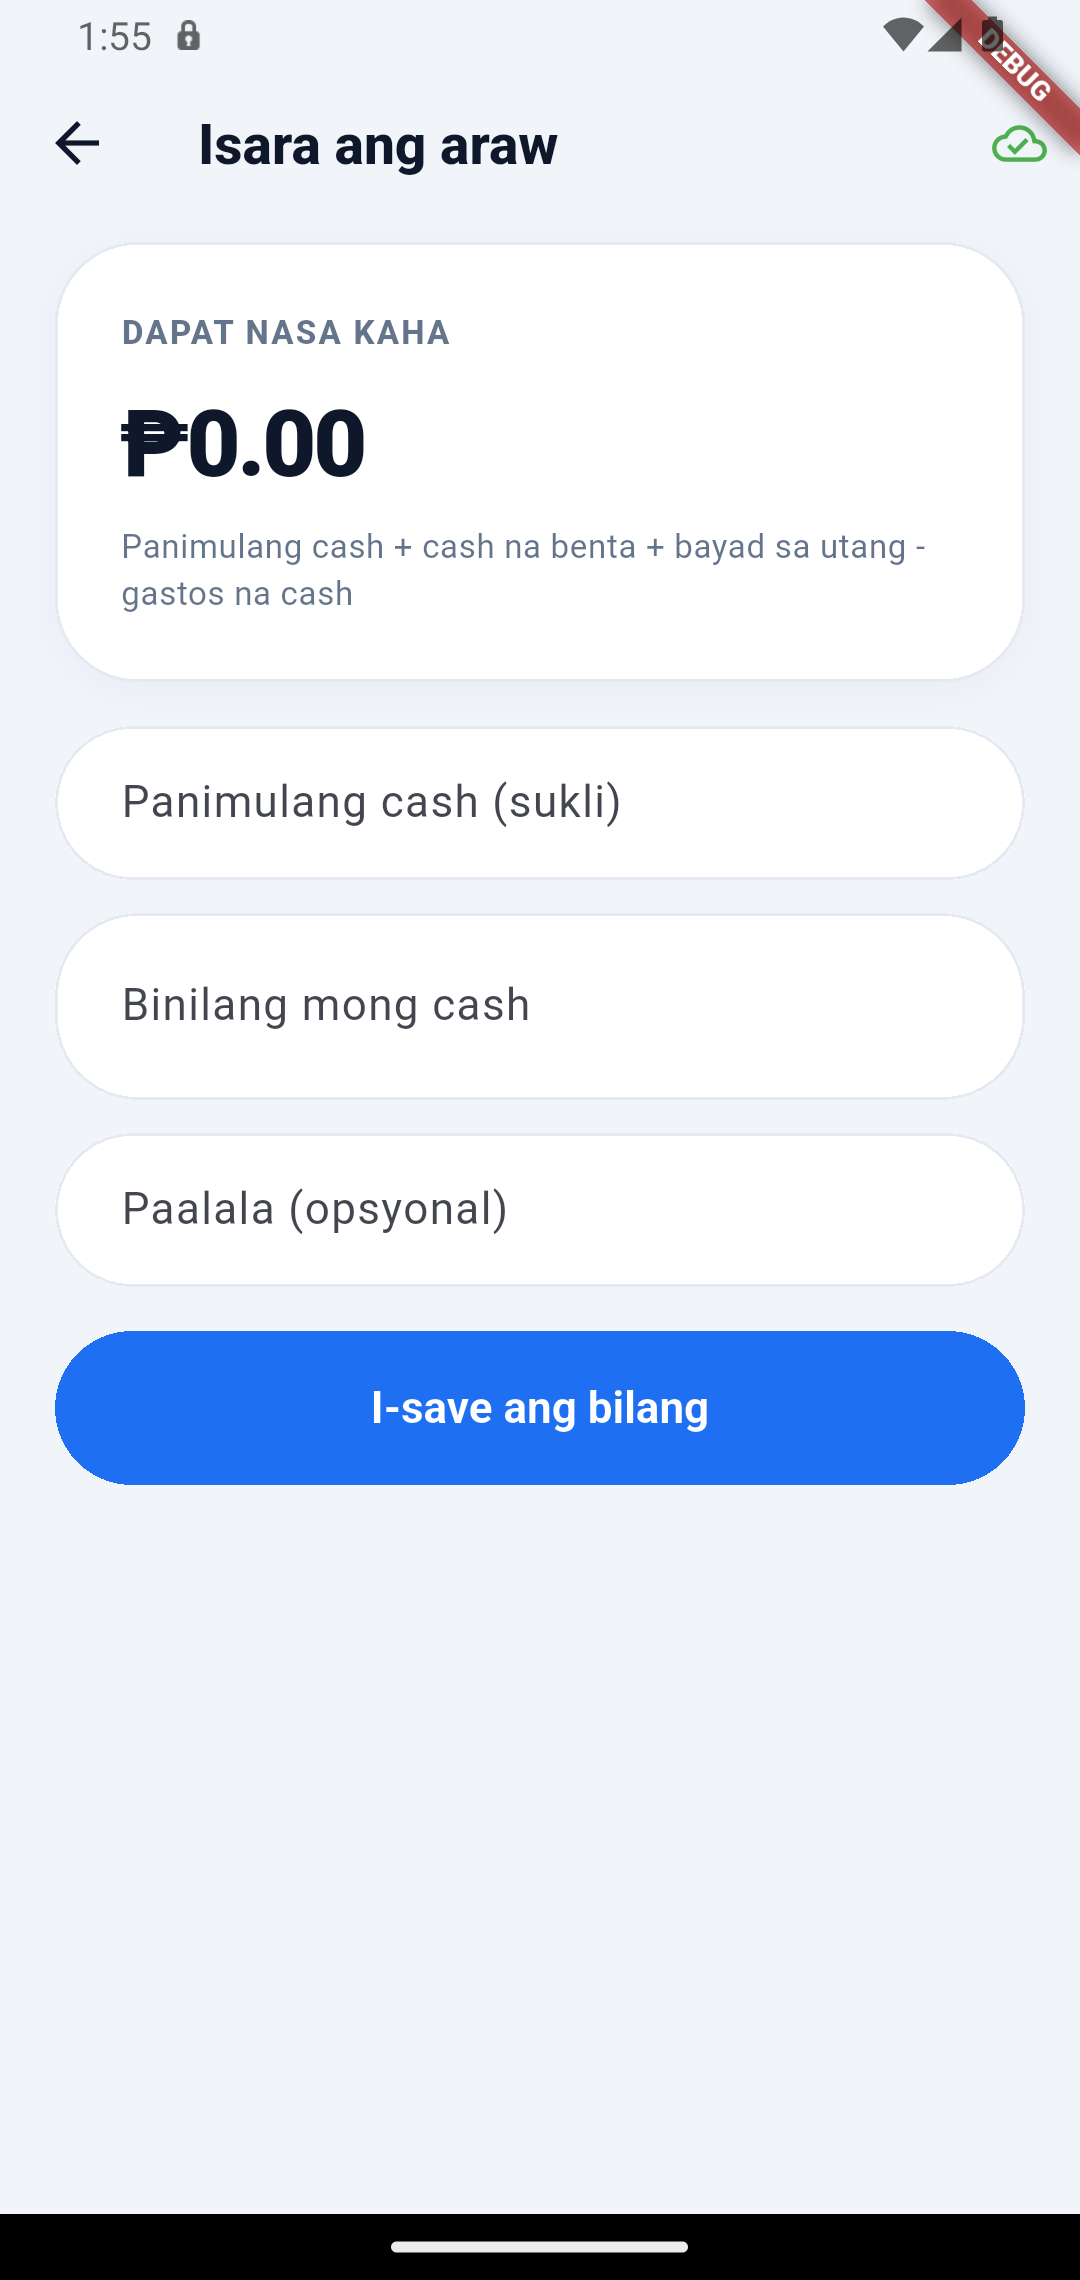 1:55
DEBUG
Isara ang araw
DAPAT NASA KAHA
₱0.00
Panimulang cash + cash na benta + bayad sa utang -
gastos na cash
Panimulang cash (sukli)
Binilang mong cash
Paalala (opsyonal)
I-save ang bilang